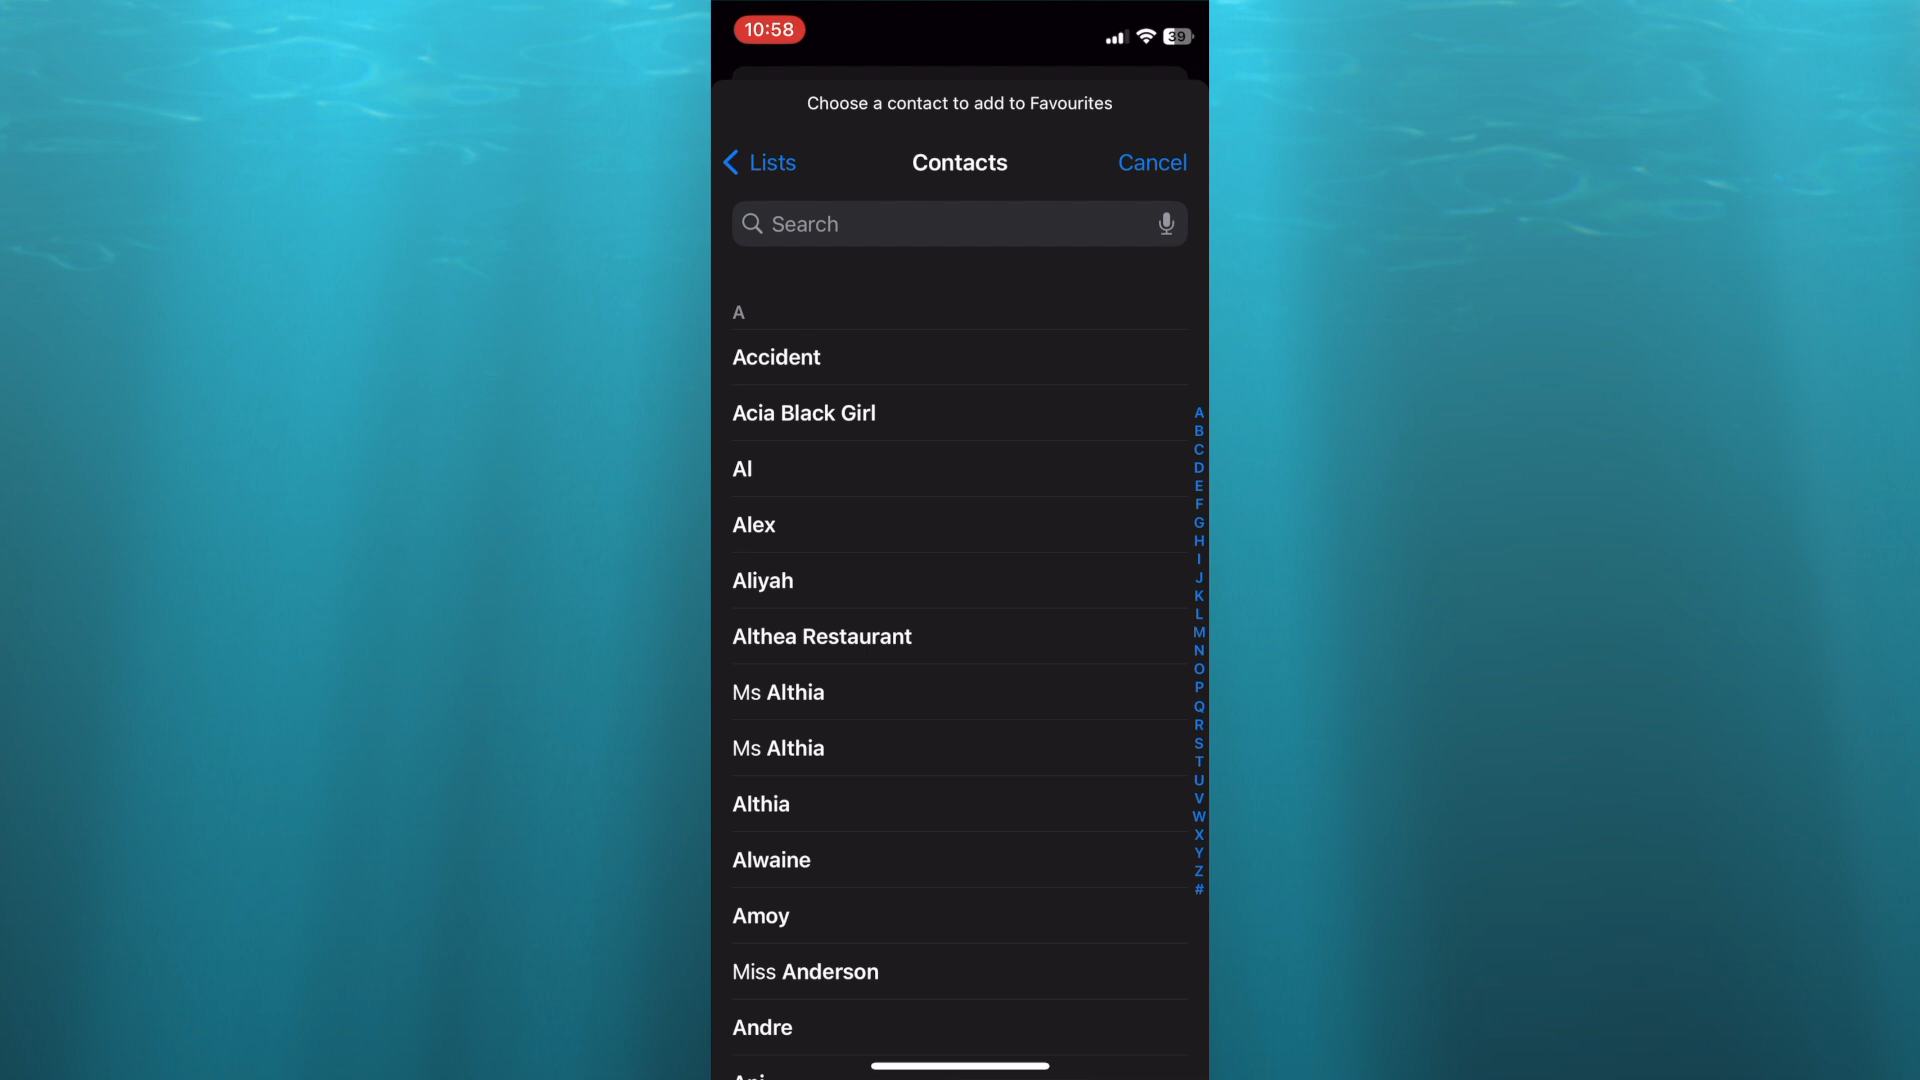 10:58
39
Choose a contact to add to Favourites
Lists
Contacts
Cancel
Search
A
Accident
Acia Black Girl
Al
Alex
Aliyah
Althea Restaurant
Ms Althia
Ms Althia
Althia
Alwaine
Amoy
Miss Anderson
Andre
A
B
C
D
E
F
G
H
I
J
K
L
M
N
O
P
Q
R
S
T
U
V
W
X
Y
Z
#